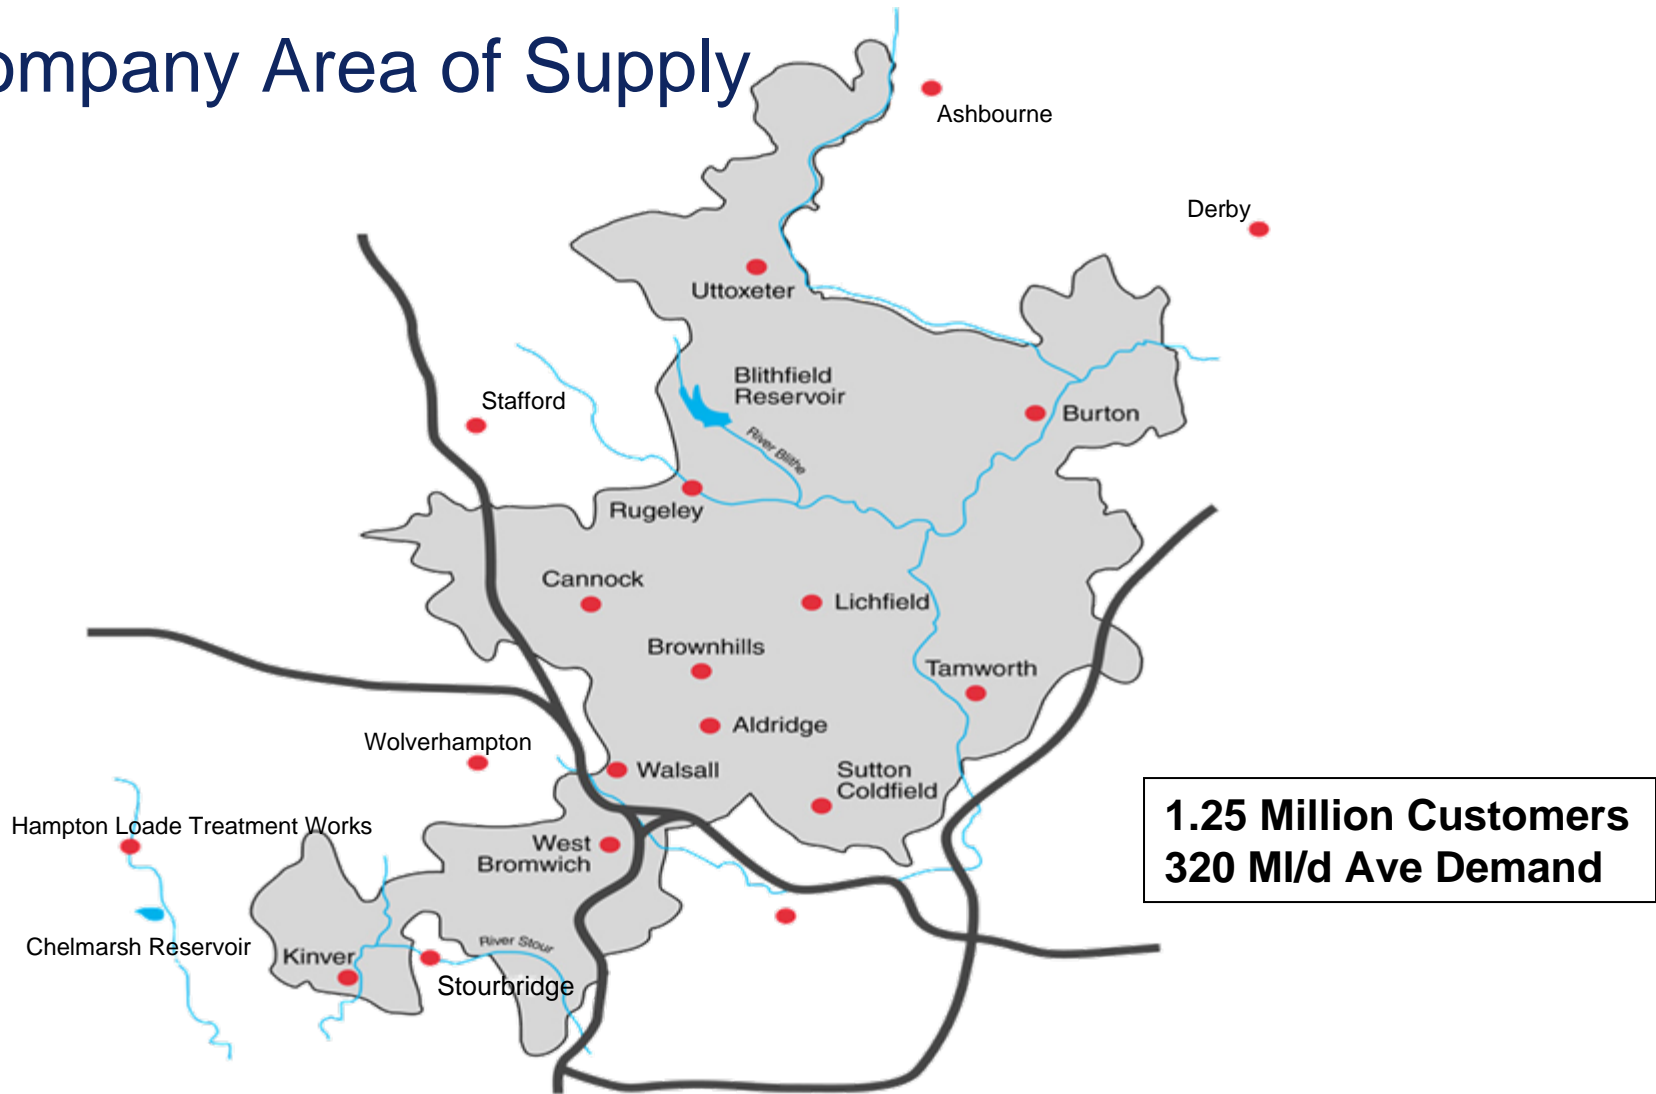 ompany Area of Supply
Ashbourne
Derby
Uttoxeter
Blithfield
Reservoir
Stafford
Burton
River Blithe
Rugeley
Cannock
Lichfield
Brownhills
Tamworth
Aldridge
Wolverhampton
Walsall
Sutton
Coldfield
1.25 Million Customers
320 Ml/d Ave Demand
Hampton Loade Treatment Works
West
Bromwich
Chelmarsh Reservoir
Kinver
River Stour
Stourbridge